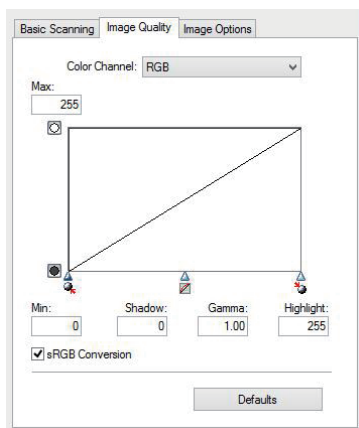 Basic Scanning Image Quality Image Options
Color Channel: RGB
Max:
255
Min: Shadow: Gamma: Highlight:
0 0 1.00 255
sRGB Conversion
Defaults